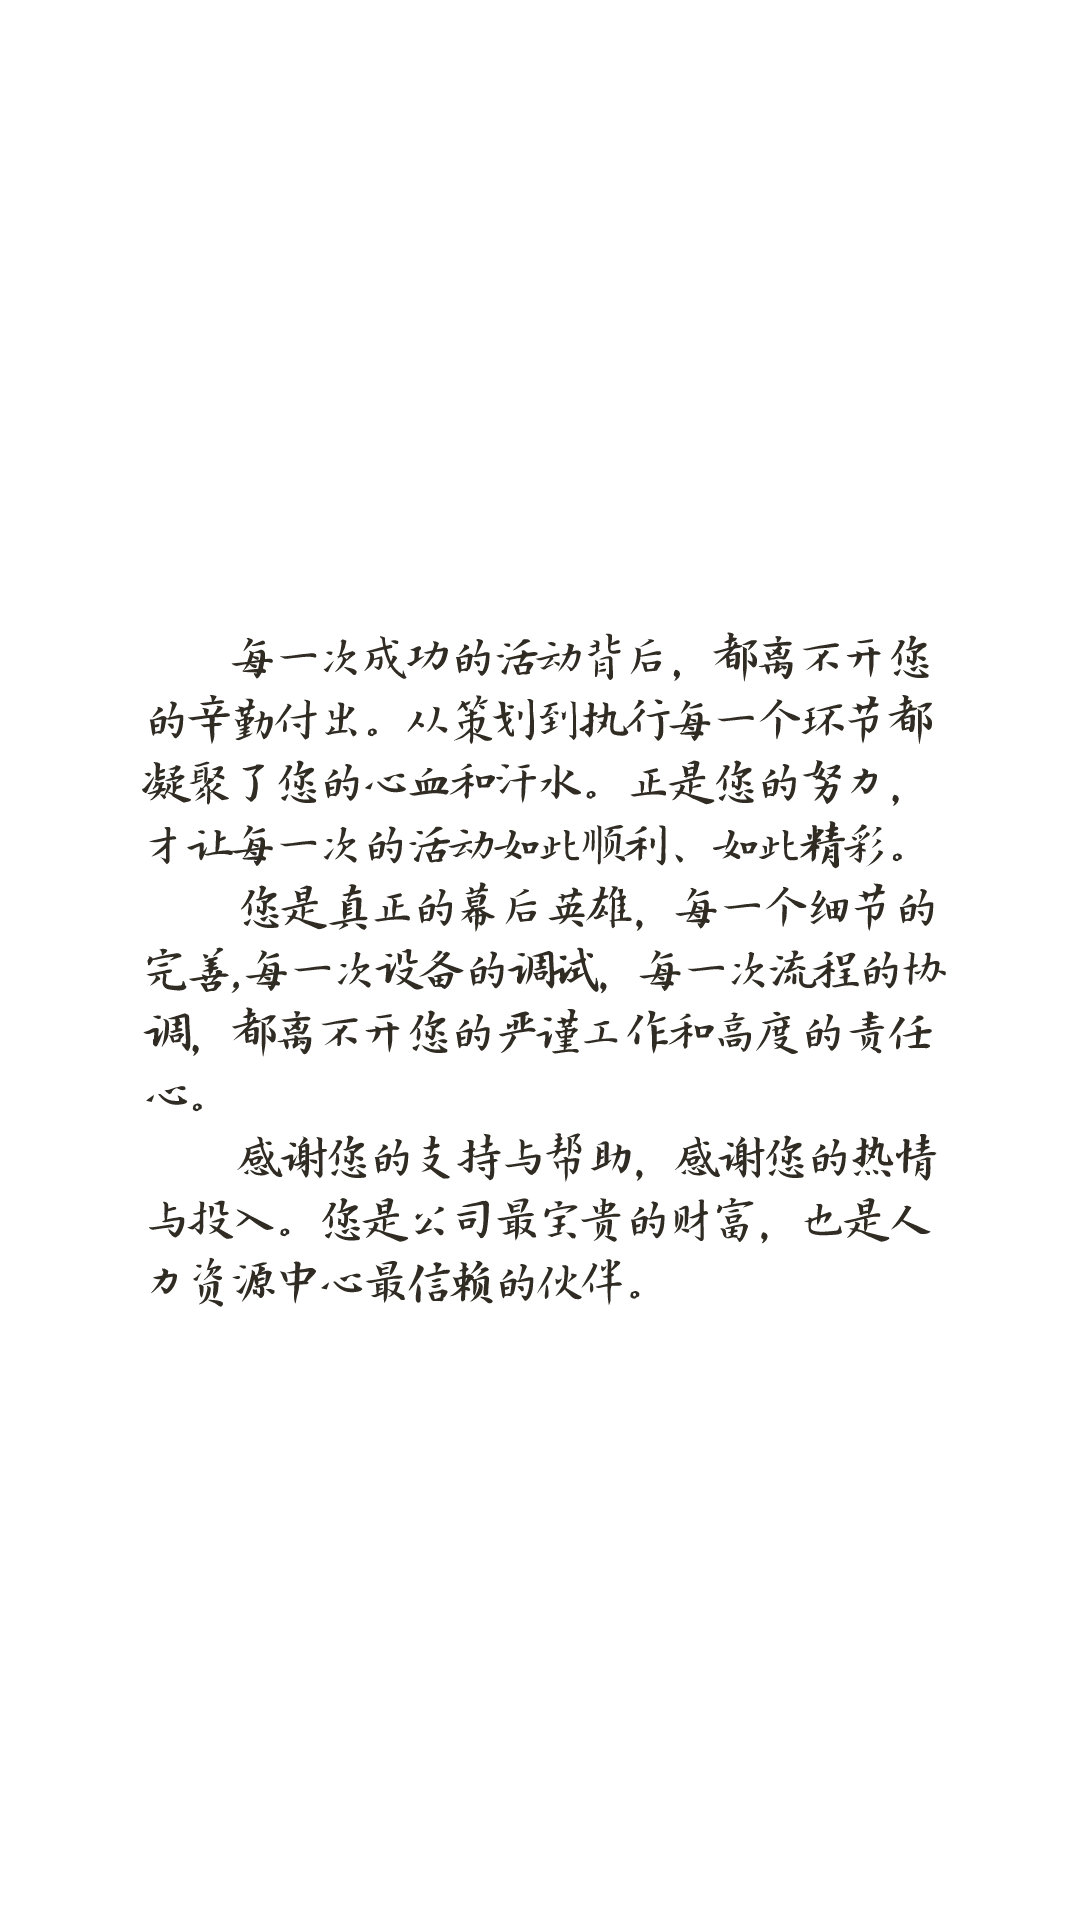 每一次成功的活动背后，都离不开您
的辛勤付出。从策划到执行每一个环节都
凝聚了您的心血和汗水。正是您的努力，
才让每一次的活动如此顺利、如此精彩。
您是真正的幕后英雄，每一个细节的
完善,每一次设备的调试，每一次流程的协
调，都离不开您的严谨工作和高度的责任
心。
感谢您的支持与帮助，感谢您的热情
与投入。您是公司最宝贵的财富，也是人
力资源中心最信赖的伙伴。